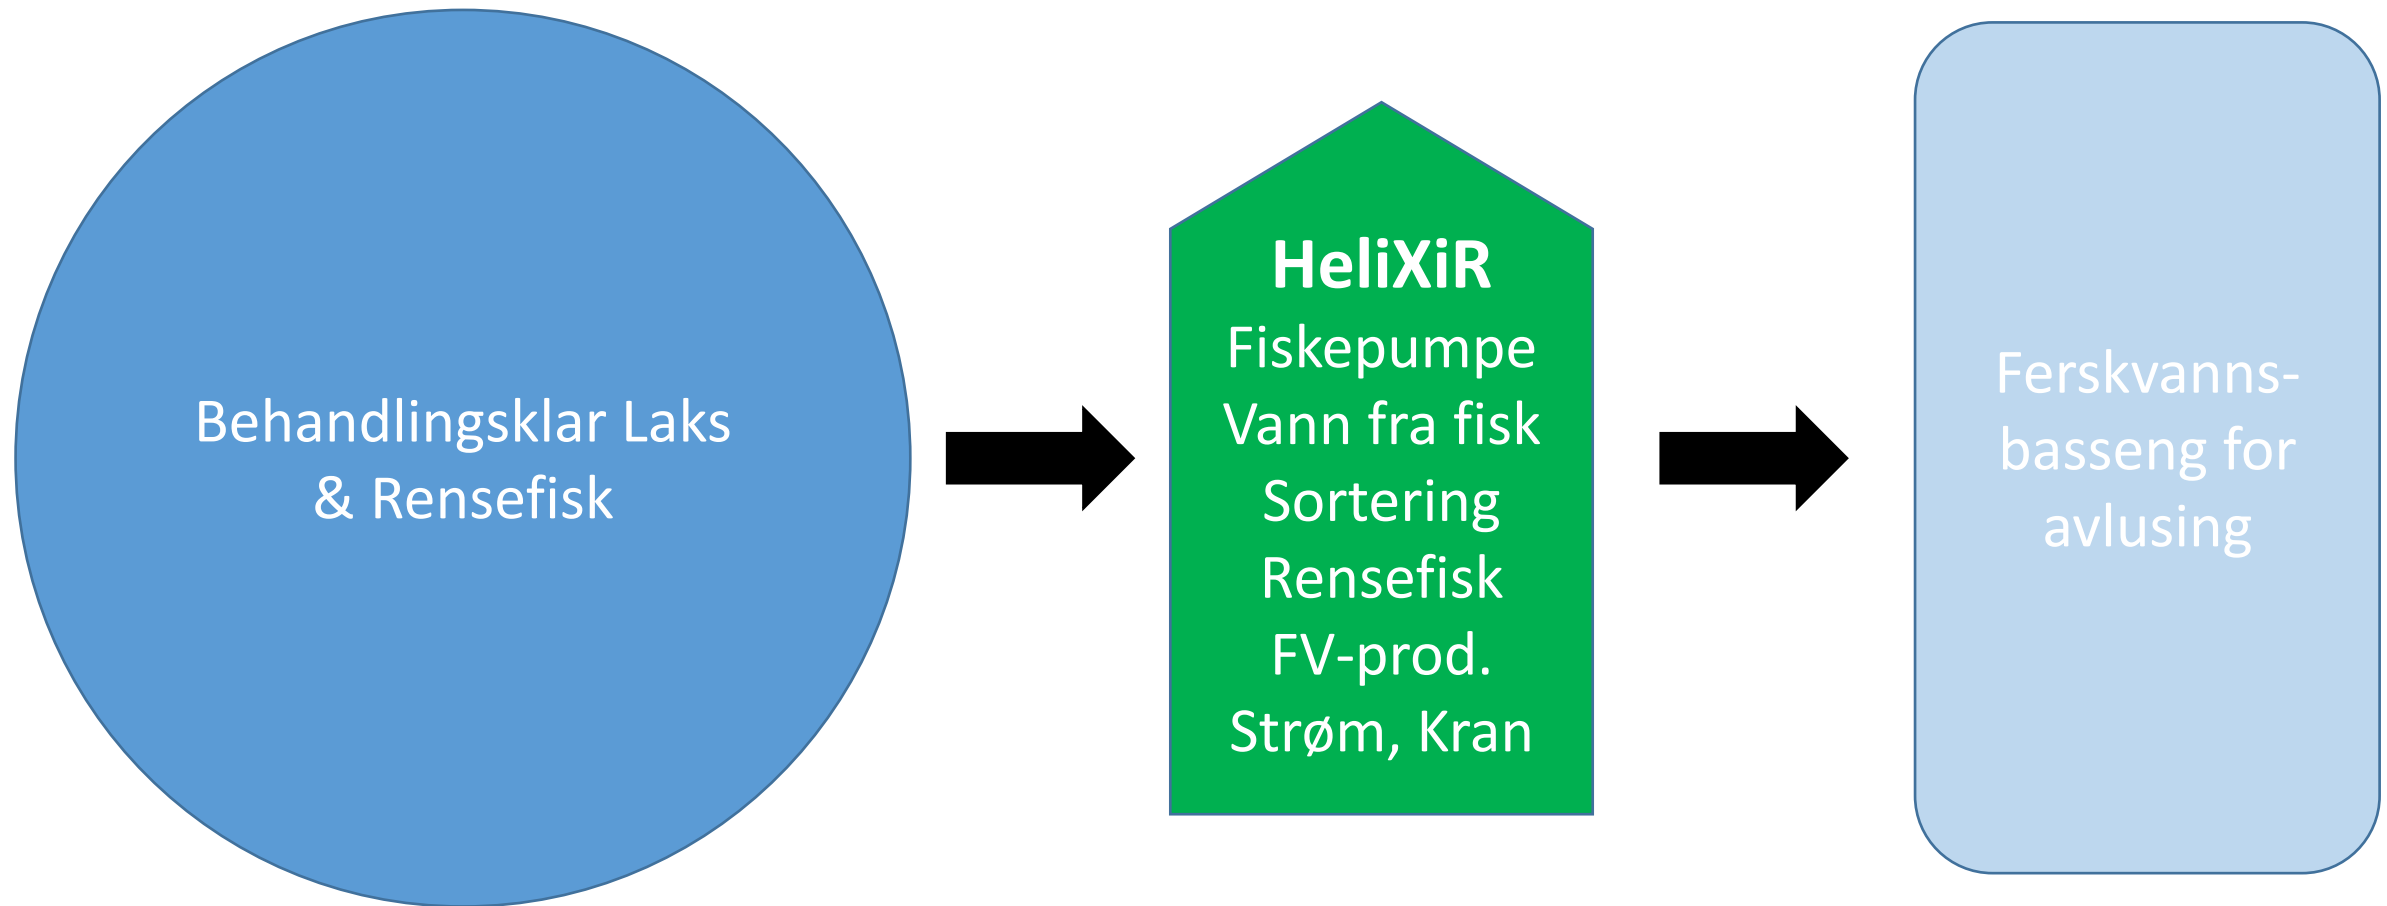 Behandlingsklar Laks
& Rensefisk
HeliXiR
Fiskepumpe
Vann fra fisk
Sortering
Rensefisk
FV-prod.
Strøm, Kran
Ferskvanns-
basseng for
avlusing